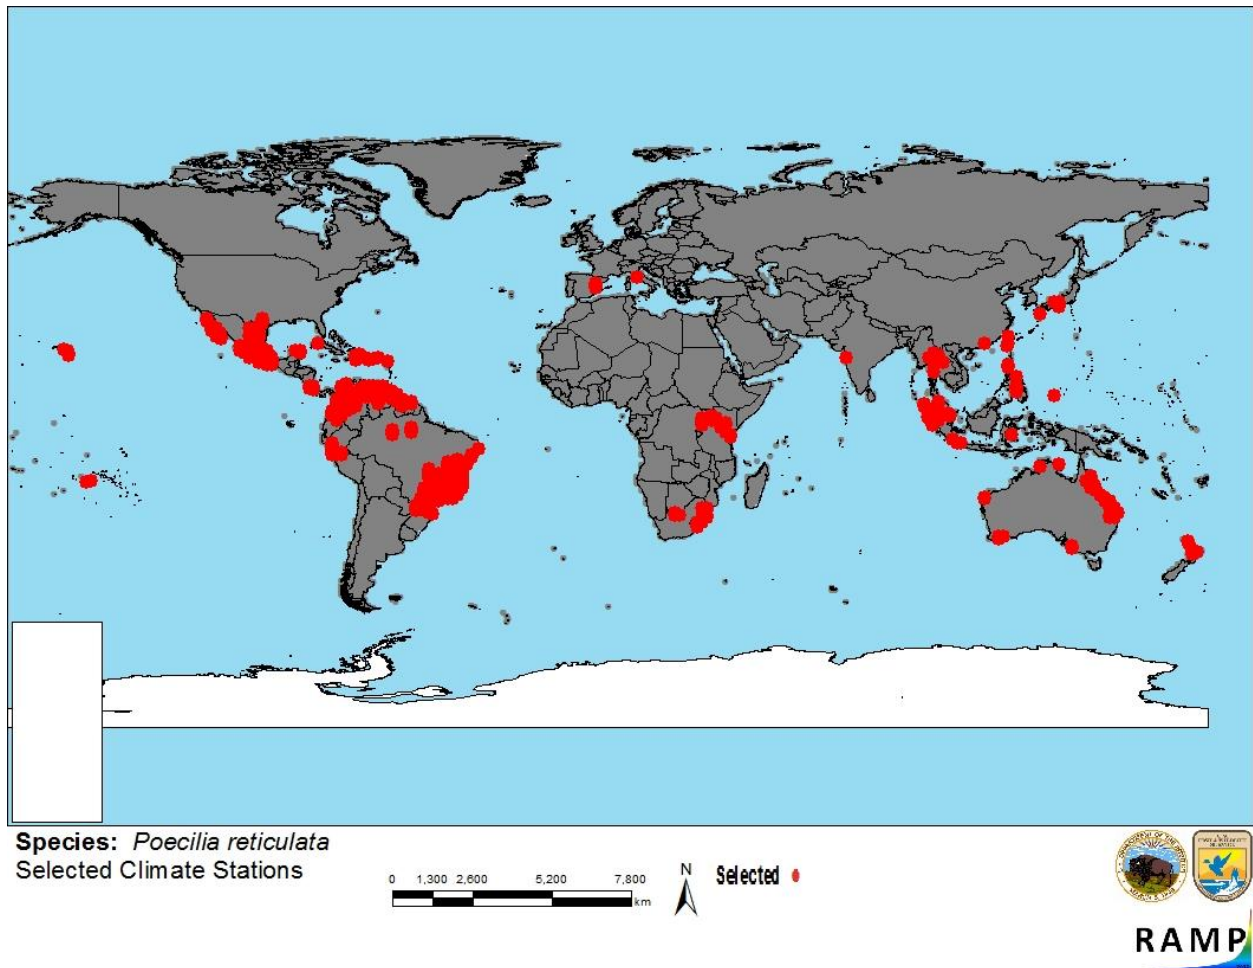 Species: Poecilia reticulata
Selected Climate Stations
0 1,300 2,600 5,200 7,800
km
N
Selected
RAMP